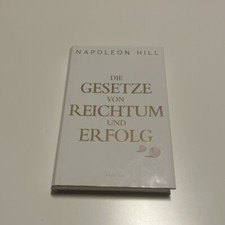 NAPOLEON HILL
DIE
GESETZE
VON
REICHTUM
UND
ERFOLG